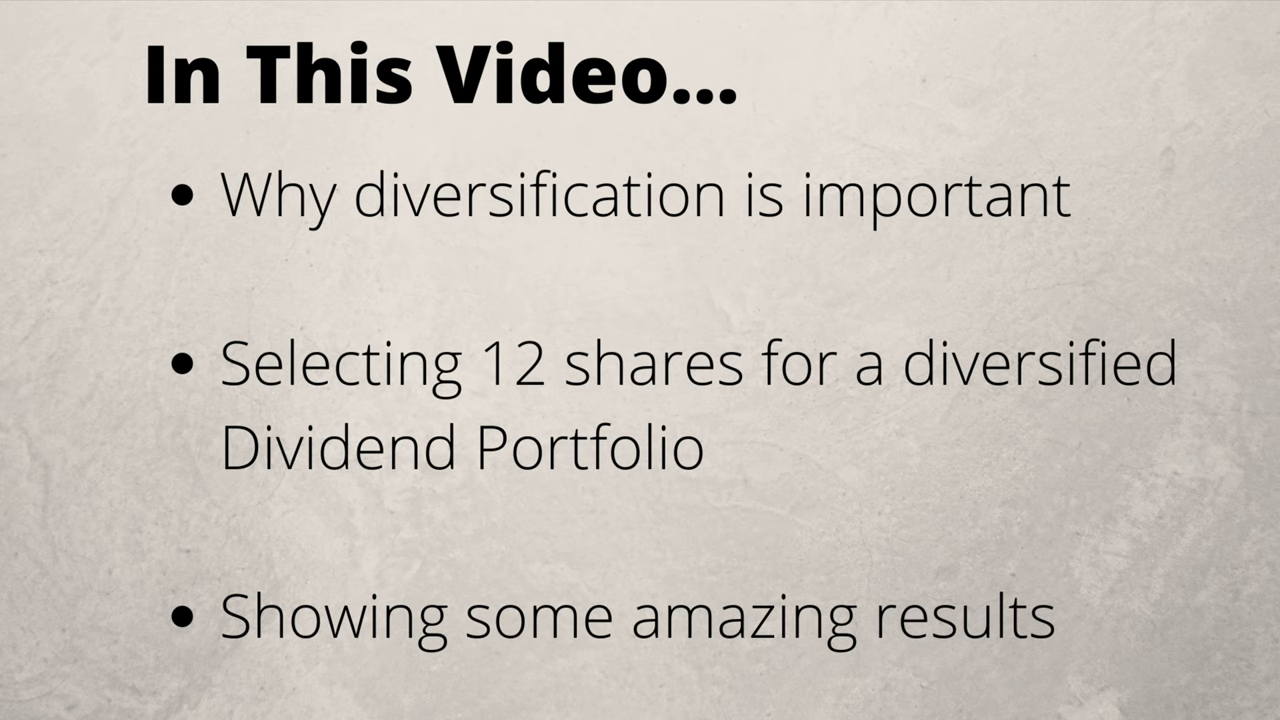 In This Video...
• Why diversification is important
• Selecting 12 shares for a diversified
Dividend Portfolio
• Showing some amazing results